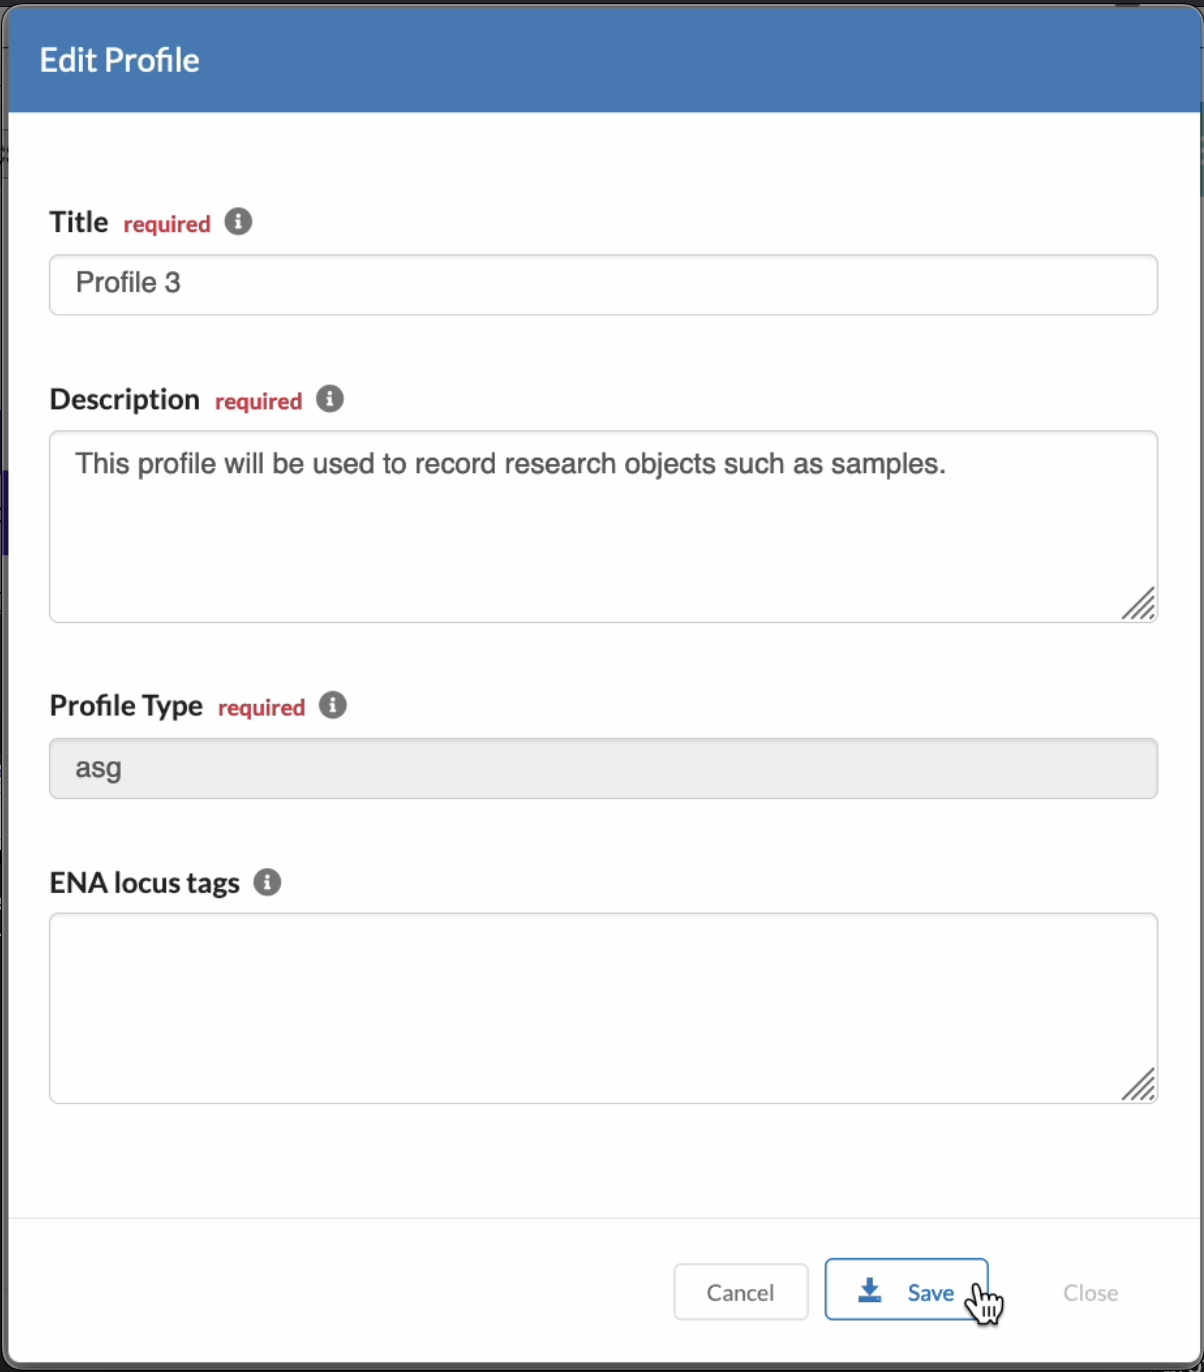 Edit Profile
Title required
Profile 3
Description required
This profile will be used to record research objects such as samples.
Profile Type required
asg
ENA locus tags
Cancel Save Close